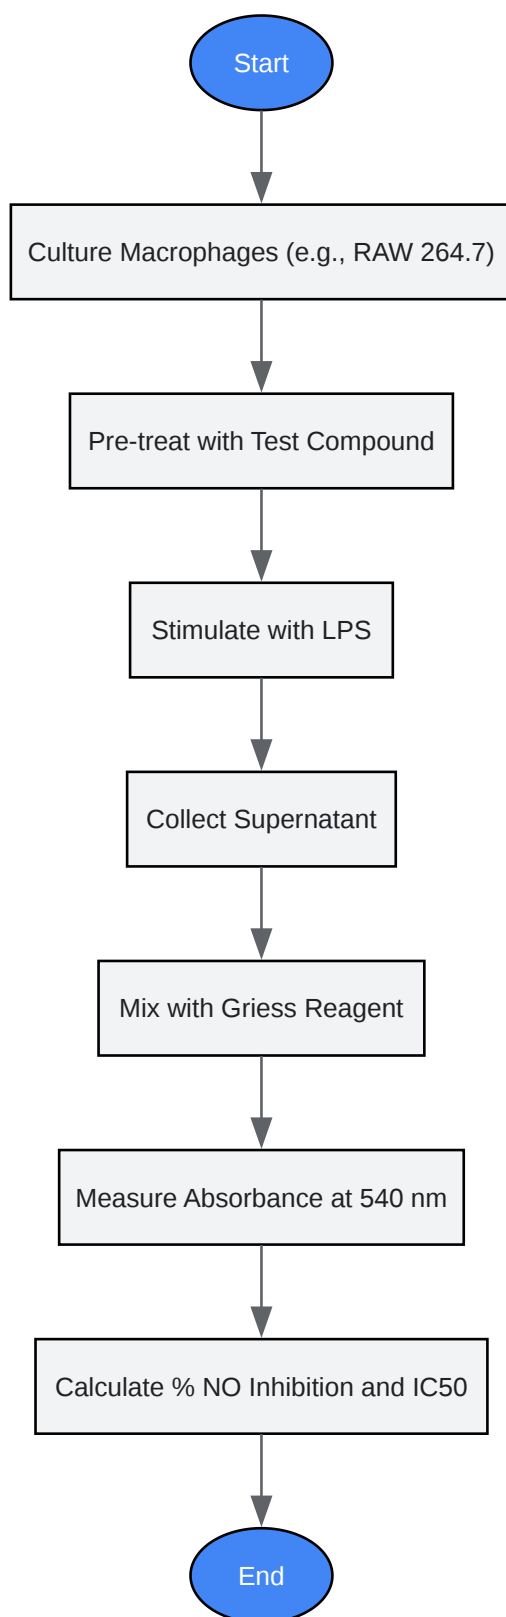 Start
Culture Macrophages (e.g., RAW 264.7)
Pre-treat with Test Compound
Stimulate with LPS
Collect Supernatant
Mix with Griess Reagent
Measure Absorbance at 540 nm
Calculate % NO Inhibition and IC50
End